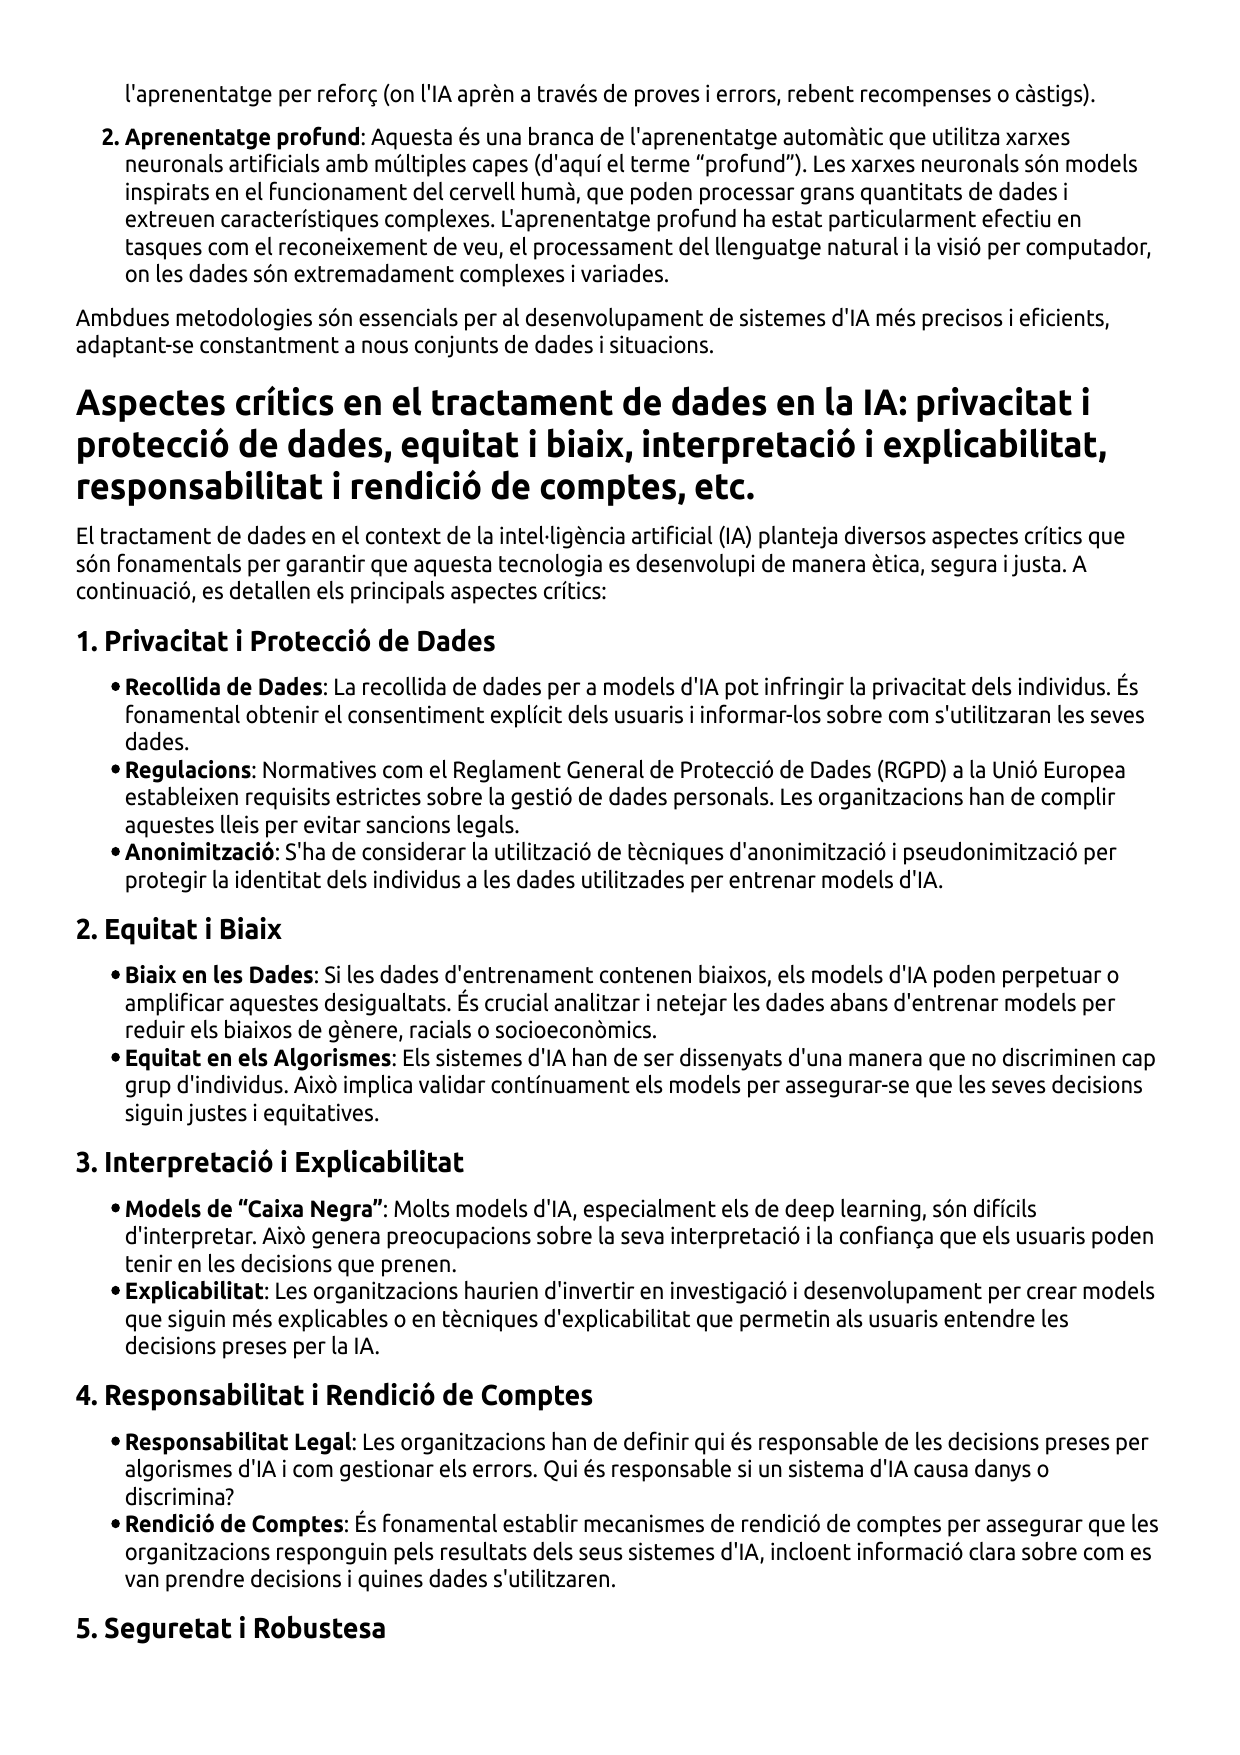 l'aprenentatge per reforç (on l'IA aprèn a través de proves i errors, rebent recompenses o càstigs).
2. Aprenentatge profund: Aquesta és una branca de l'aprenentatge automàtic que utilitza xarxes
neuronals artificials amb múltiples capes (d'aquí el terme “profund”). Les xarxes neuronals són models
inspirats en el funcionament del cervell humà, que poden processar grans quantitats de dades i
extreuen característiques complexes. L'aprenentatge profund ha estat particularment efectiu en
tasques com el reconeixement de veu, el processament del llenguatge natural i la visió per computador,
on les dades són extremadament complexes i variades.
Ambdues metodologies són essencials per al desenvolupament de sistemes d'IA més precisos i eficients,
adaptant-se constantment a nous conjunts de dades i situacions.
Aspectes crítics en el tractament de dades en la IA: privacitat i
protecció de dades, equitat i biaix, interpretació i explicabilitat,
responsabilitat i rendició de comptes, etc.
El tractament de dades en el context de la intel·ligència artificial (IA) planteja diversos aspectes crítics que
són fonamentals per garantir que aquesta tecnologia es desenvolupi de manera ètica, segura i justa. A
continuació, es detallen els principals aspectes crítics:
1. Privacitat i Protecció de Dades
• Recollida de Dades: La recollida de dades per a models d'IA pot infringir la privacitat dels individus. És
fonamental obtenir el consentiment explícit dels usuaris i informar-los sobre com s'utilitzaran les seves
dades.
• Regulacions: Normatives com el Reglament General de Protecció de Dades (RGPD) a la Unió Europea
estableixen requisits estrictes sobre la gestió de dades personals. Les organitzacions han de complir
aquestes lleis per evitar sancions legals.
• Anonimització: S'ha de considerar la utilització de tècniques d'anonimització i pseudonimització per
protegir la identitat dels individus a les dades utilitzades per entrenar models d'IA.
2. Equitat i Biaix
• Biaix en les Dades: Si les dades d'entrenament contenen biaixos, els models d'IA poden perpetuar o
amplificar aquestes desigualtats. És crucial analitzar i netejar les dades abans d'entrenar models per
reduir els biaixos de gènere, racials o socioeconòmics.
• Equitat en els Algorismes: Els sistemes d'IA han de ser dissenyats d'una manera que no discriminen cap
grup d'individus. Això implica validar contínuament els models per assegurar-se que les seves decisions
siguin justes i equitatives.
3. Interpretació i Explicabilitat
• Models de “Caixa Negra”: Molts models d'IA, especialment els de deep learning, són difícils
d'interpretar. Això genera preocupacions sobre la seva interpretació i la confiança que els usuaris poden
tenir en les decisions que prenen.
• Explicabilitat: Les organitzacions haurien d'invertir en investigació i desenvolupament per crear models
que siguin més explicables o en tècniques d'explicabilitat que permetin als usuaris entendre les
decisions preses per la IA.
4. Responsabilitat i Rendició de Comptes
• Responsabilitat Legal: Les organitzacions han de definir qui és responsable de les decisions preses per
algorismes d'IA i com gestionar els errors. Qui és responsable si un sistema d'IA causa danys o
discrimina?
• Rendició de Comptes: És fonamental establir mecanismes de rendició de comptes per assegurar que les
organitzacions responguin pels resultats dels seus sistemes d'IA, incloent informació clara sobre com es
van prendre decisions i quines dades s'utilitzaren.
5. Seguretat i Robustesa